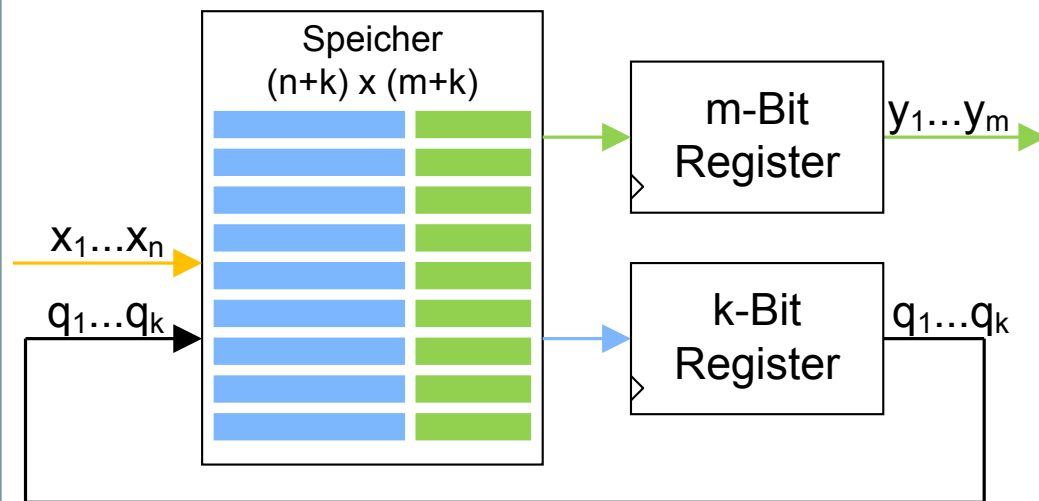 Speicher
(n+k) x (m+k)
m-Bit
Register
y₁...yₘ
x₁...xₙ
q₁...qₖ
k-Bit
Register
q₁...qₖ